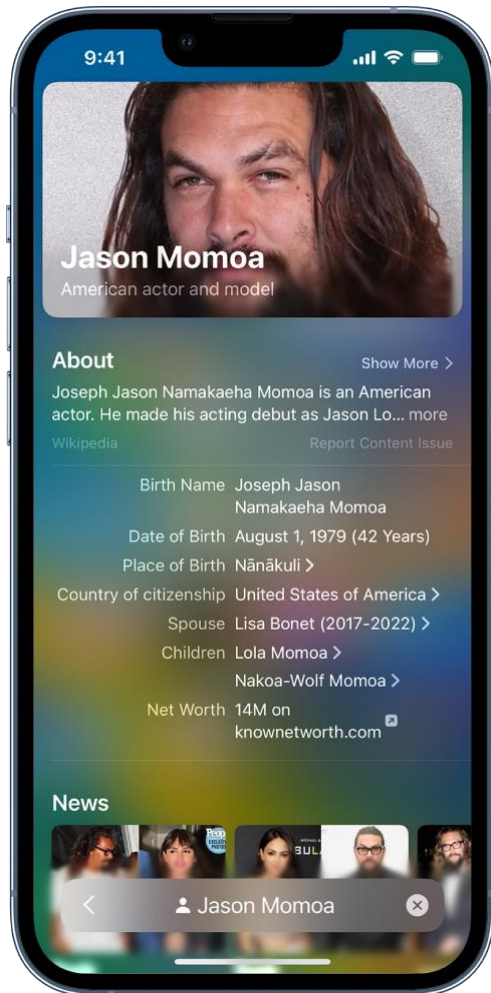 9:41
Jason Momoa
American actor and model
About
Show More >
Joseph Jason Namakaeha Momoa is an American
actor. He made his acting debut as Jason Lo... more
Wikipedia
Report Content Issue
Birth Name Joseph Jason
Namakaeha Momoa
Date of Birth August 1, 1979 (42 Years)
Place of Birth Nānākuli >
Country of citizenship United States of America >
Spouse Lisa Bonet (2017-2022) >
Children Lola Momoa >
Nakoa-Wolf Momoa >
Net Worth 14M on
knownetworth.com
News
People
BUL
Jason Momoa